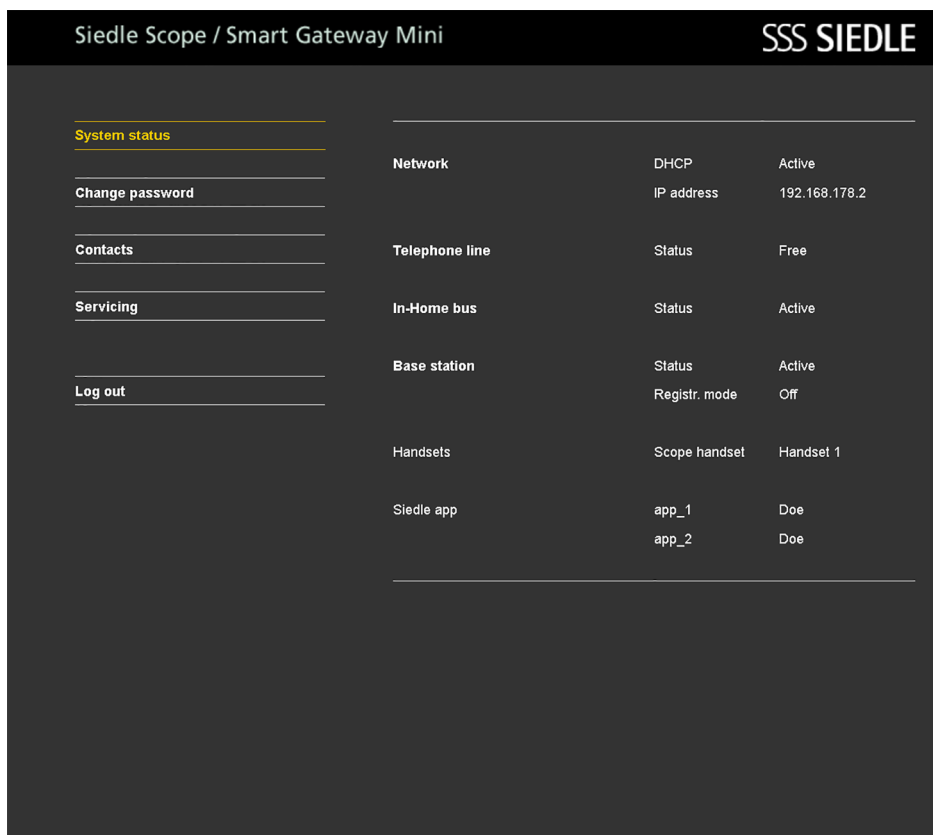 Siedle Scope / Smart Gateway Mini
SSS SIEDLE
System status
Change password
Contacts
Servicing
Log out
Network DHCP Active
IP address 192.168.178.2
Telephone line Status Free
In-Home bus Status Active
Base station Status Active
Registr. mode Off
Handsets Scope handset Handset 1
Siedle app app_1 Doe
app_2 Doe